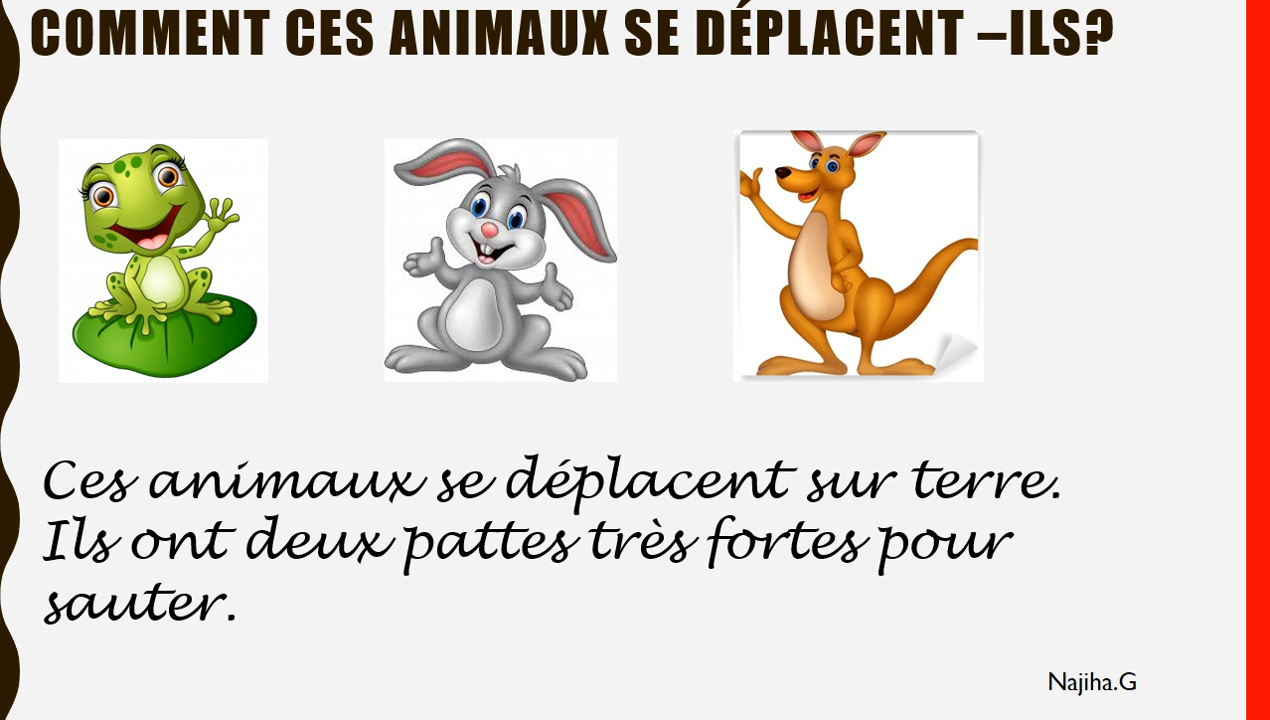 COMMENT CES ANIMAUX SE DÉPLACENT –ILS?
Ces animaux se déplacent sur terre.
Ils ont deux pattes très fortes pour
sauter.
Najiha.G